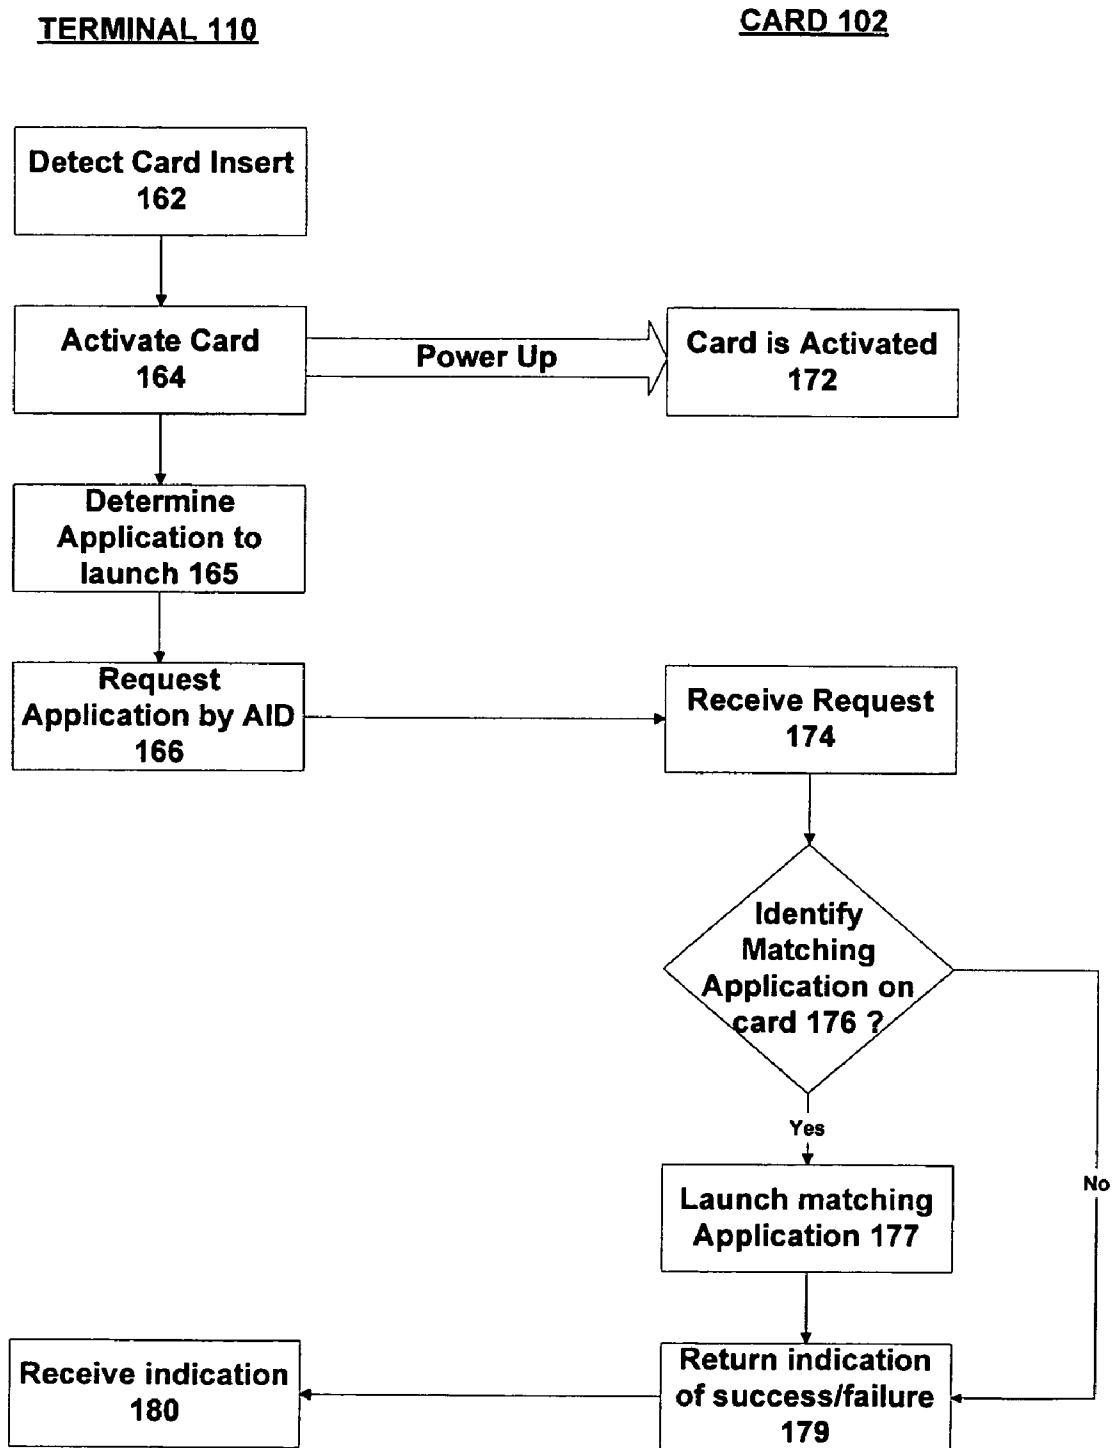 TERMINAL 110
CARD 102
Detect Card Insert
162
Activate Card
164
Power Up
Card is Activated
172
Determine
Application to
launch 165
Request
Application by AID
166
Receive Request
174
Identify
Matching
Application on
card 176 ?
Yes
No
Launch matching
Application 177
Return indication
of success/failure
179
Receive indication
180